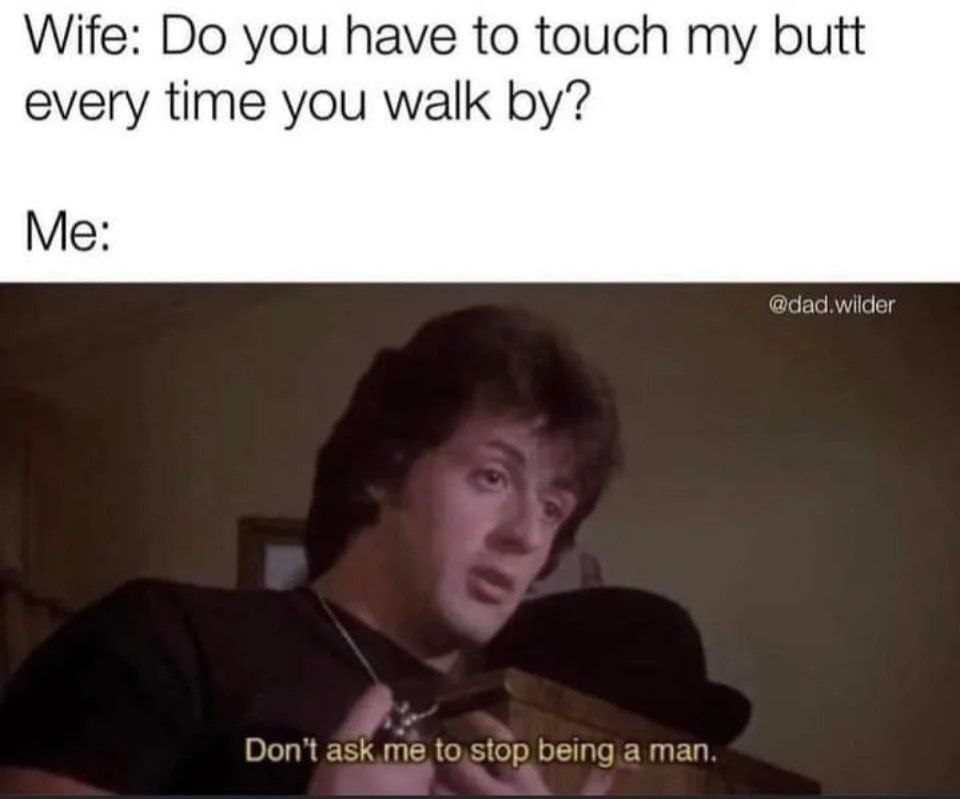 Wife: Do you have to touch my butt
every time you walk by?
Me:
@dad.wilder
Don't ask me to stop being a man.